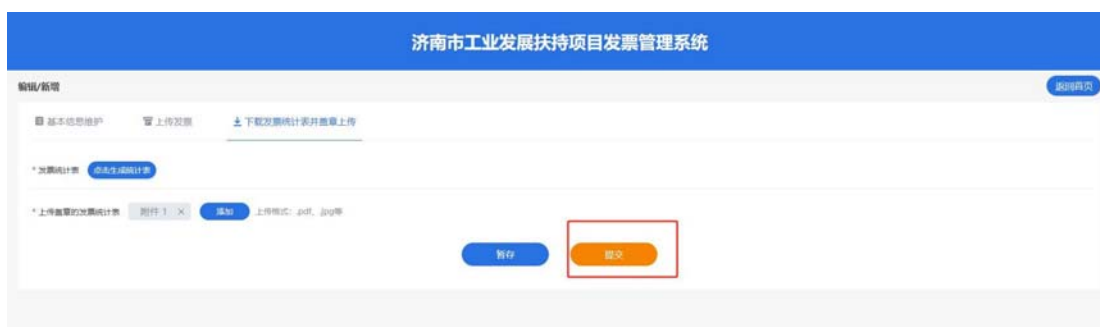 济南市工业发展扶持项目发票管理系统
编辑/新增
返回首页
基本信息维护 上传发票 下载发票统计表并盖章上传
* 发票统计表 点击生成统计表
* 上传盖章的发票统计表 附件 1 × 添加 上传格式：.pdf、.jpg等
暂存 提交